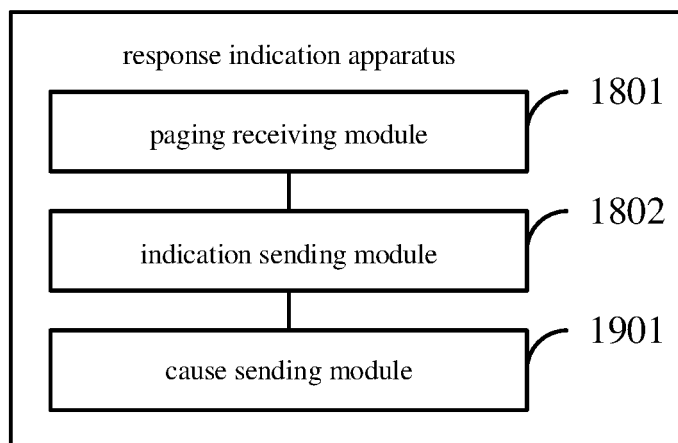 response indication apparatus
1801
paging receiving module
1802
indication sending module
1901
cause sending module